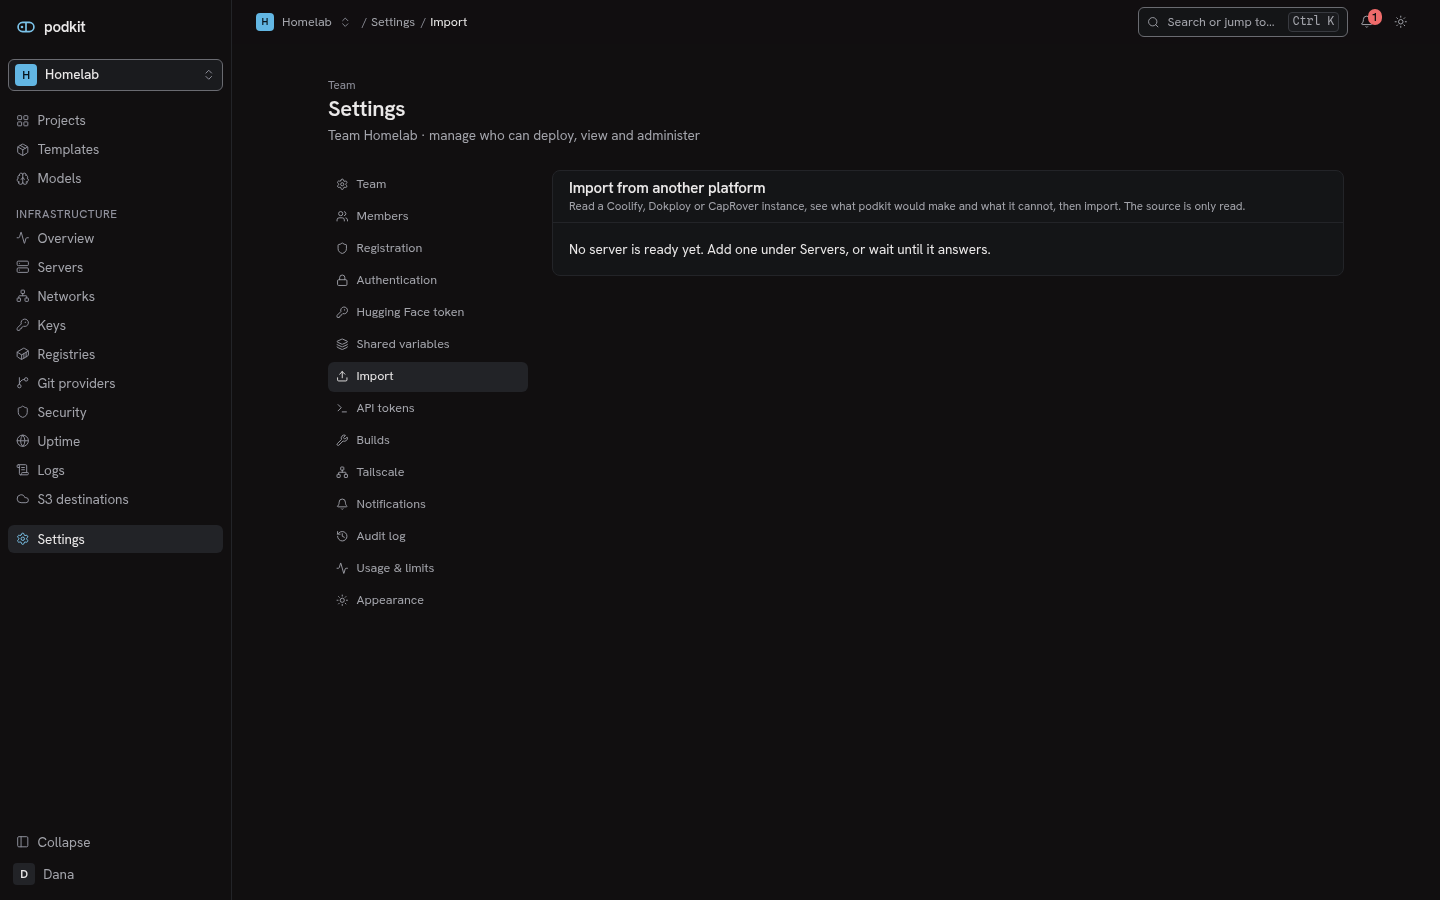 podkit
H Homelab
Projects
Templates
Models
INFRASTRUCTURE
Overview
Servers
Networks
Keys
Registries
Git providers
Security
Uptime
Logs
S3 destinations
Settings
Collapse
D Dana
H Homelab / Settings / Import
Search or jump to... Ctrl K
1
Team
Settings
Team Homelab · manage who can deploy, view and administer
Team
Members
Registration
Authentication
Hugging Face token
Shared variables
Import
API tokens
Builds
Tailscale
Notifications
Audit log
Usage & limits
Appearance
Import from another platform
Read a Coolify, Dokploy or CapRover instance, see what podkit would make and what it cannot, then import. The source is only read.
No server is ready yet. Add one under Servers, or wait until it answers.